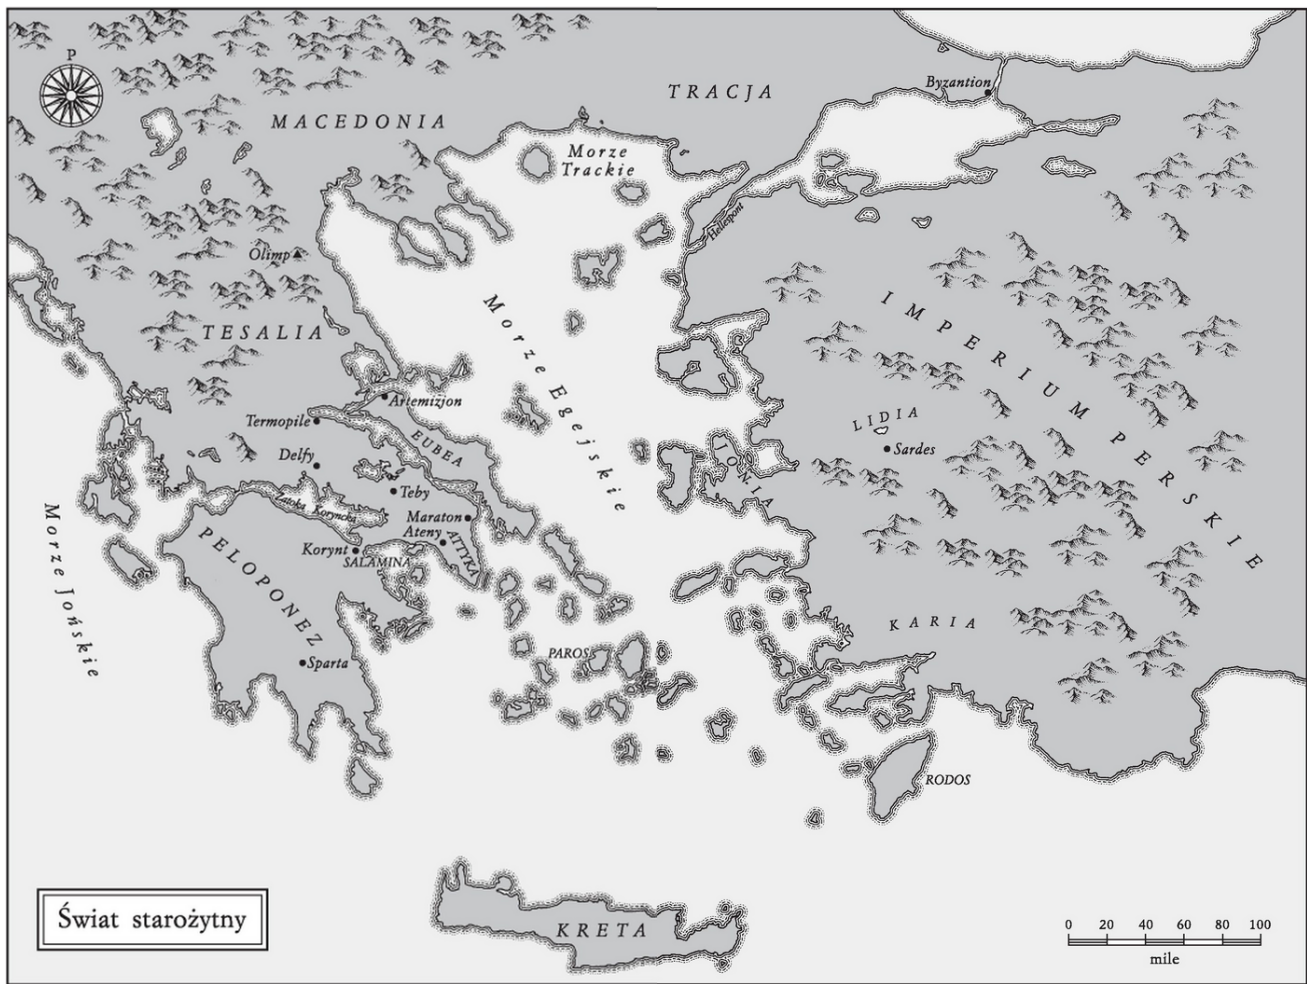 P
TRACJA
Byzantion
MACEDONIA
Morze
Trackie
Hellespont
Olimp
Morze Egejskie
IMPERIUM PERSKIE
TESALIA
Artemizjon
LIDIA
Termopile
EUBEA
Sardes
Delfy
JONIA
Teby
Zatoka Koryncka
Morze Jońskie
Maraton
Ateny
ATTYKA
PELOPONEZ
Korynt
SALAMINA
KARIA
PAROS
Sparta
RODOS
Świat starożytny
KRETA
0 20 40 60 80 100
mile